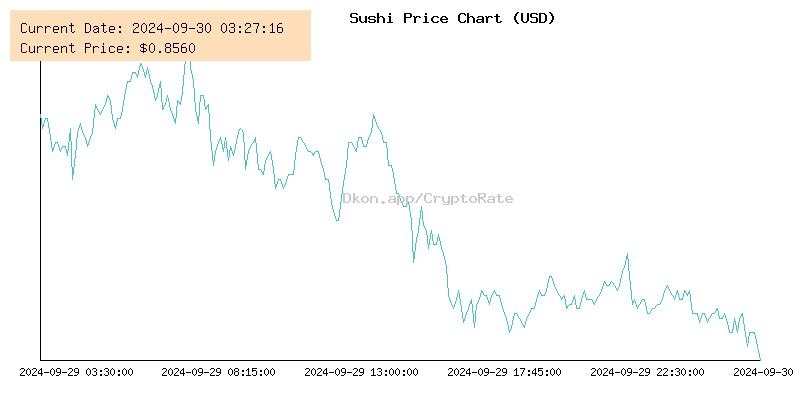 Sushi Price Chart (USD)
Current Date: 2024-09-30 03:27:16
Current Price: $0.8560
Dkon.app/CryptoRate
2024-09-29 03:30:00 2024-09-29 08:15:00 2024-09-29 13:00:00 2024-09-29 17:45:00 2024-09-29 22:30:00 2024-09-30